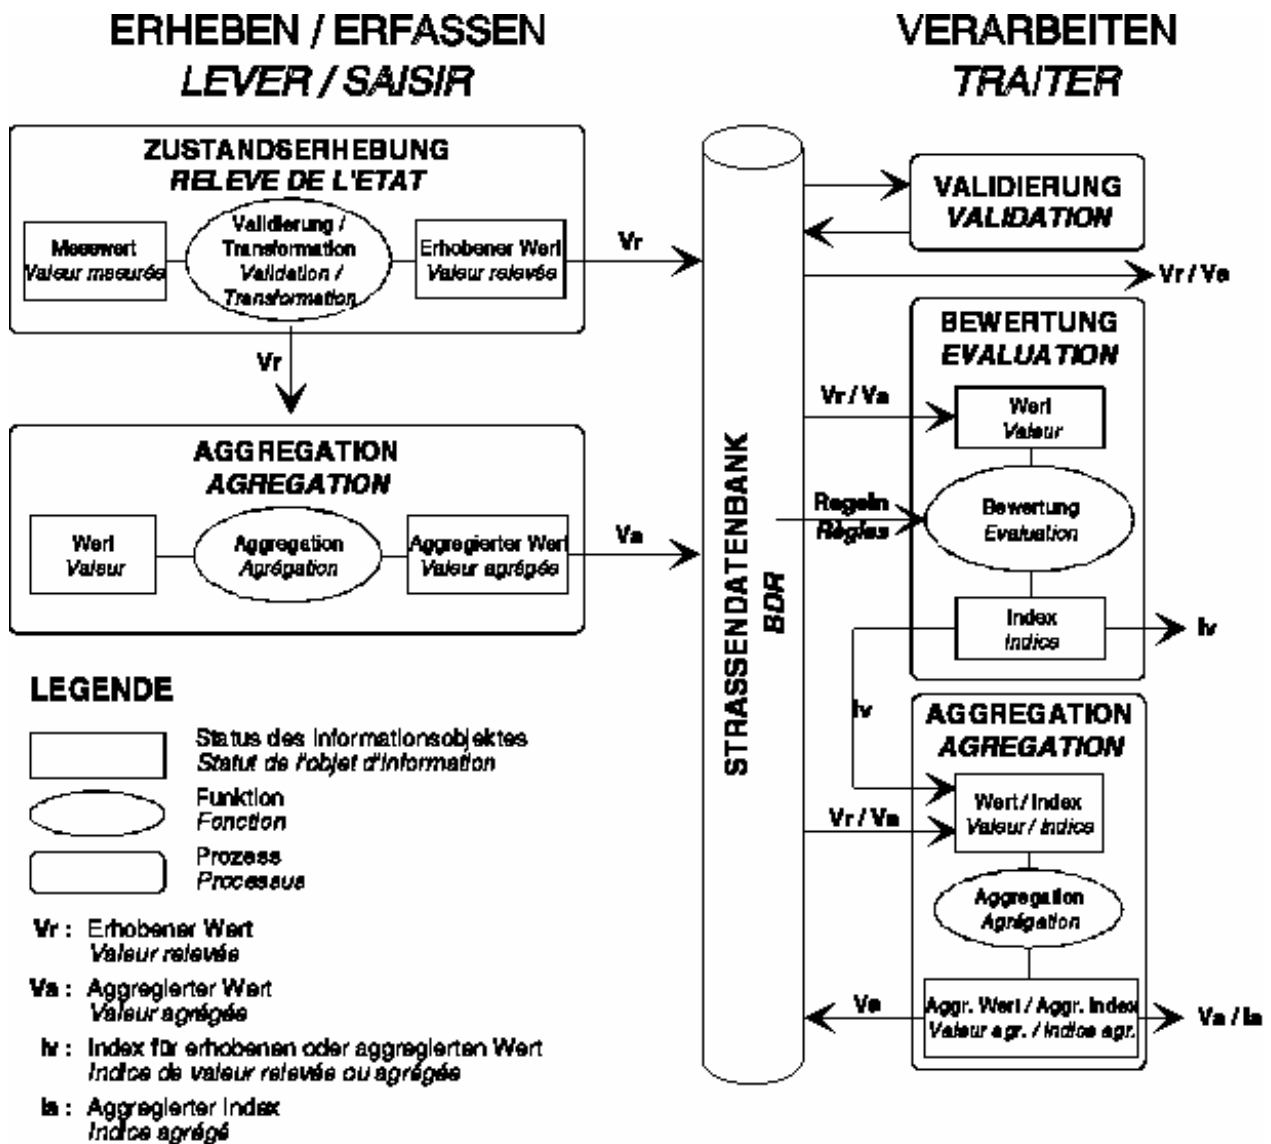 ERHEBEN / ERFASSEN
LEVER / SAISIR
ZUSTANDSERHEBUNG
RELEVE DE L'ETAT
Messwert
Valeur mesurée
Validierung /
Transformation
Validation /
Transformation
Erhobener Wert
Valeur relevée
Vr
Vr
AGGREGATION
AGREGATION
Wert
Valeur
Aggregation
Agrégation
Aggregierter Wert
Valeur agrégée
Va
LEGENDE
Status des Informationsobjektes
Statut de l'objet d'information
Funktion
Fonction
Prozess
Processus
Vr : Erhobener Wert
Valeur relevée
Va : Aggregierter Wert
Valeur agrégée
Iv : Index für erhobenen oder aggregierten Wert
Indice de valeur relevée ou agrégée
Ia : Aggregierter Index
Indice agrégé
STRASSENDATENBANK
BDR
VERARBEITEN
TRAITER
VALIDIERUNG
VALIDATION
Vr / Va
BEWERTUNG
EVALUATION
Vr / Va
Wert
Valeur
Regeln
Règles
Bewertung
Evaluation
Index
Indice
Iv
Iv
AGGREGATION
AGREGATION
Wert / Index
Valeur / Indice
Vr / Va
Aggregation
Agrégation
Va
Aggr. Wert / Aggr. Index
Valeur agr. / Indice agr.
Va / Ia